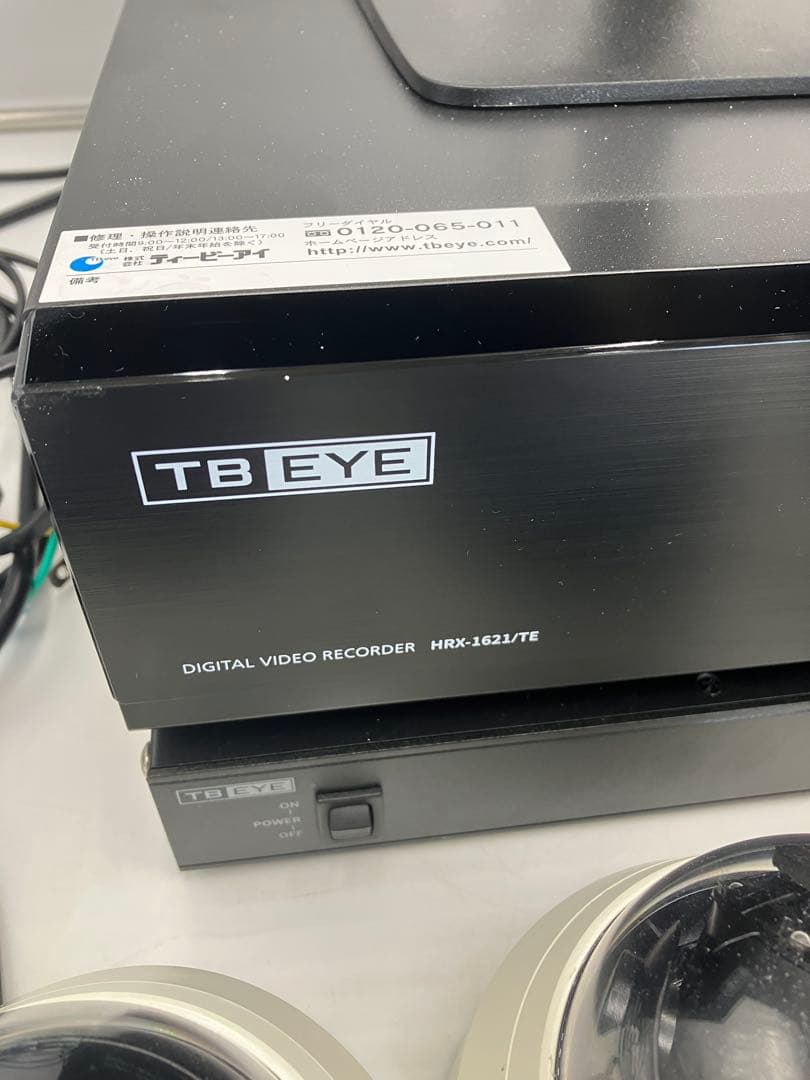 ■修理・操作説明連絡先
受付時間9:00～12:00/13:00～17:00
(土日、祝日/年末年始を除く)
株式会社 ティービーアイ
備考
フリーダイヤル
0120-065-011
ホームページアドレス
http://www.tbeye.com/
TB EYE
DIGITAL VIDEO RECORDER HRX-1621/TE
TB EYE
ON
POWER
OFF